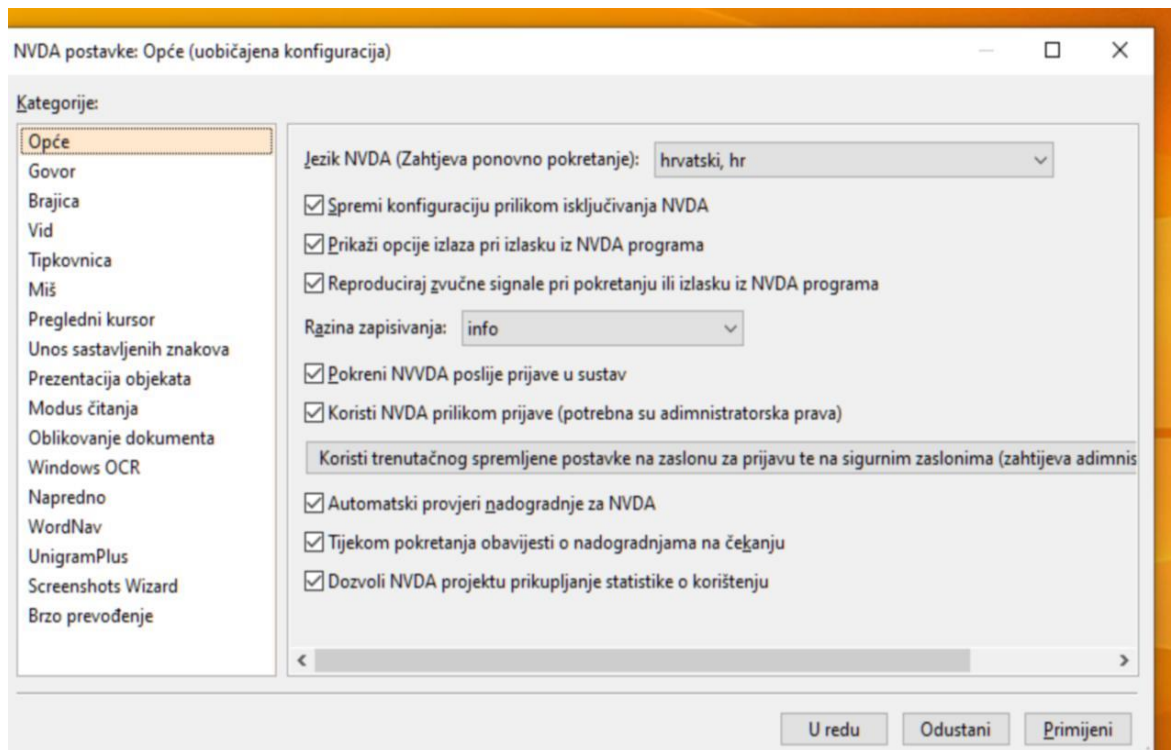 NVDA postavke: Opće (uobičajena konfiguracija)
Kategorije:
Opće
Govor
Brajica
Vid
Tipkovnica
Miš
Pregledni kursor
Unos sastavljenih znakova
Prezentacija objekata
Modus čitanja
Oblikovanje dokumenta
Windows OCR
Napredno
WordNav
UnigramPlus
Screenshots Wizard
Brzo prevođenje
Jezik NVDA (Zahtjeva ponovno pokretanje): hrvatski, hr
Spremi konfiguraciju prilikom isključivanja NVDA
Prikaži opcije izlaza pri izlasku iz NVDA programa
Reproduciraj zvučne signale pri pokretanju ili izlasku iz NVDA programa
Razina zapisivanja: info
Pokreni NVVDA poslije prijave u sustav
Koristi NVDA prilikom prijave (potrebna su adimnistratorska prava)
Koristi trenutačnog spremljene postavke na zaslonu za prijavu te na sigurnim zaslonima (zahtijeva adimnis
Automatski provjeri nadogradnje za NVDA
Tijekom pokretanja obavijesti o nadogradnjama na čekanju
Dozvoli NVDA projektu prikupljanje statistike o korištenju
U redu Odustani Primijeni